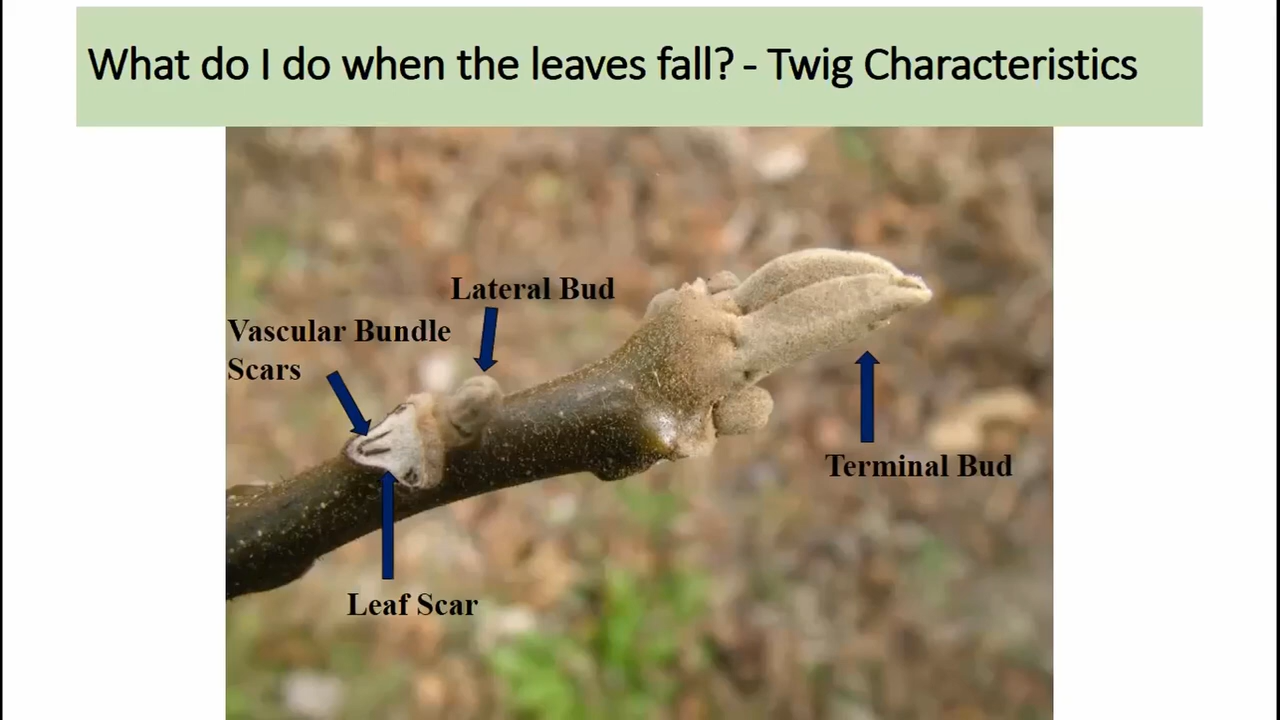 What do I do when the leaves fall? - Twig Characteristics
Lateral Bud
Vascular Bundle
Scars
Terminal Bud
Leaf Scar